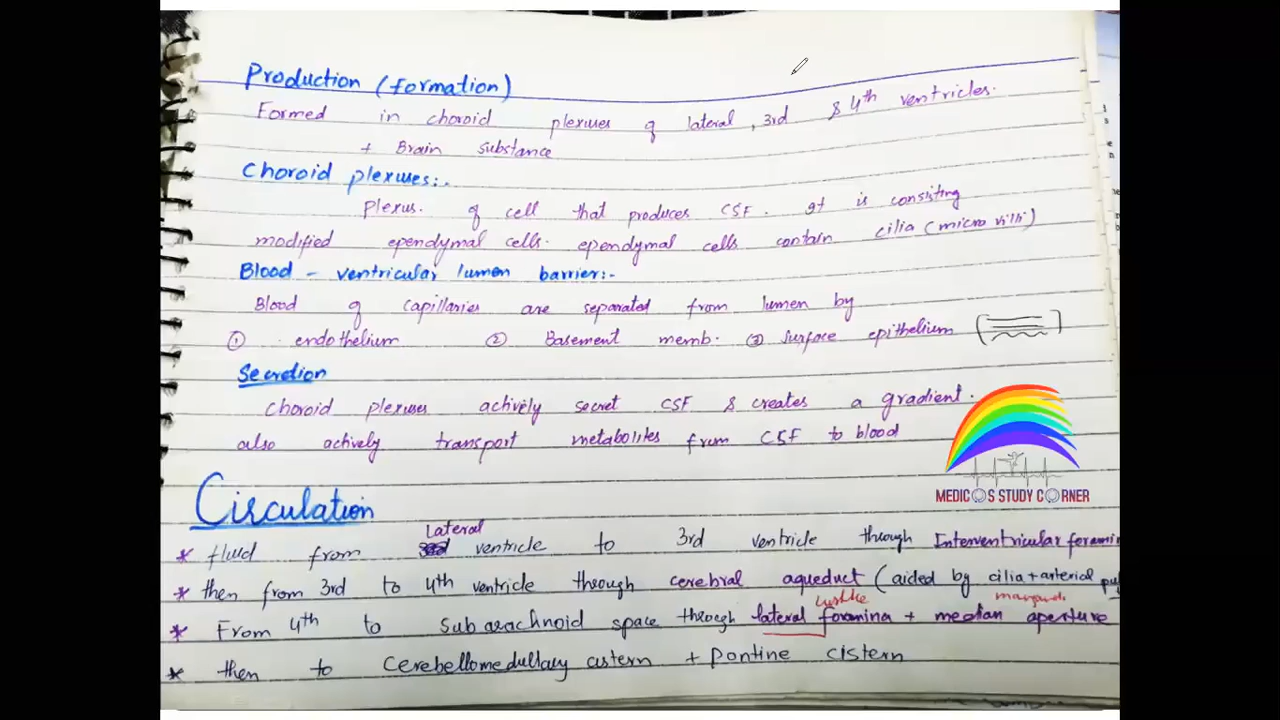 Production (formation)
Formed in choroid plexuses of lateral, 3rd & 4th ventricles.
+ Brain substance
Choroid plexuses:-
Plexus. of cell that produces CSF. It is consisting
modified ependymal cells. ependymal cells contain cilia (micro villi)
Blood - ventricular lumen barrier:-
Blood of capillaries are separated from lumen by
① endothelium ② Basement memb. ③ surface epithelium
Secretion
Choroid plexuses actively secret CSF & creates a gradient.
also actively transport metabolites from CSF to blood
MEDICOS STUDY CORNER
Circulation
Lateral
* fluid from ventricle to 3rd ventricle through Interventricular foramin
* then from 3rd to 4th ventricle through cerebral aqueduct (aided by cilia + arterial pu
lushke
* From 4th to Subarachnoid space through lateral foramina + median aperture
* then to Cerebellomedullary cistern + Pontine cistern